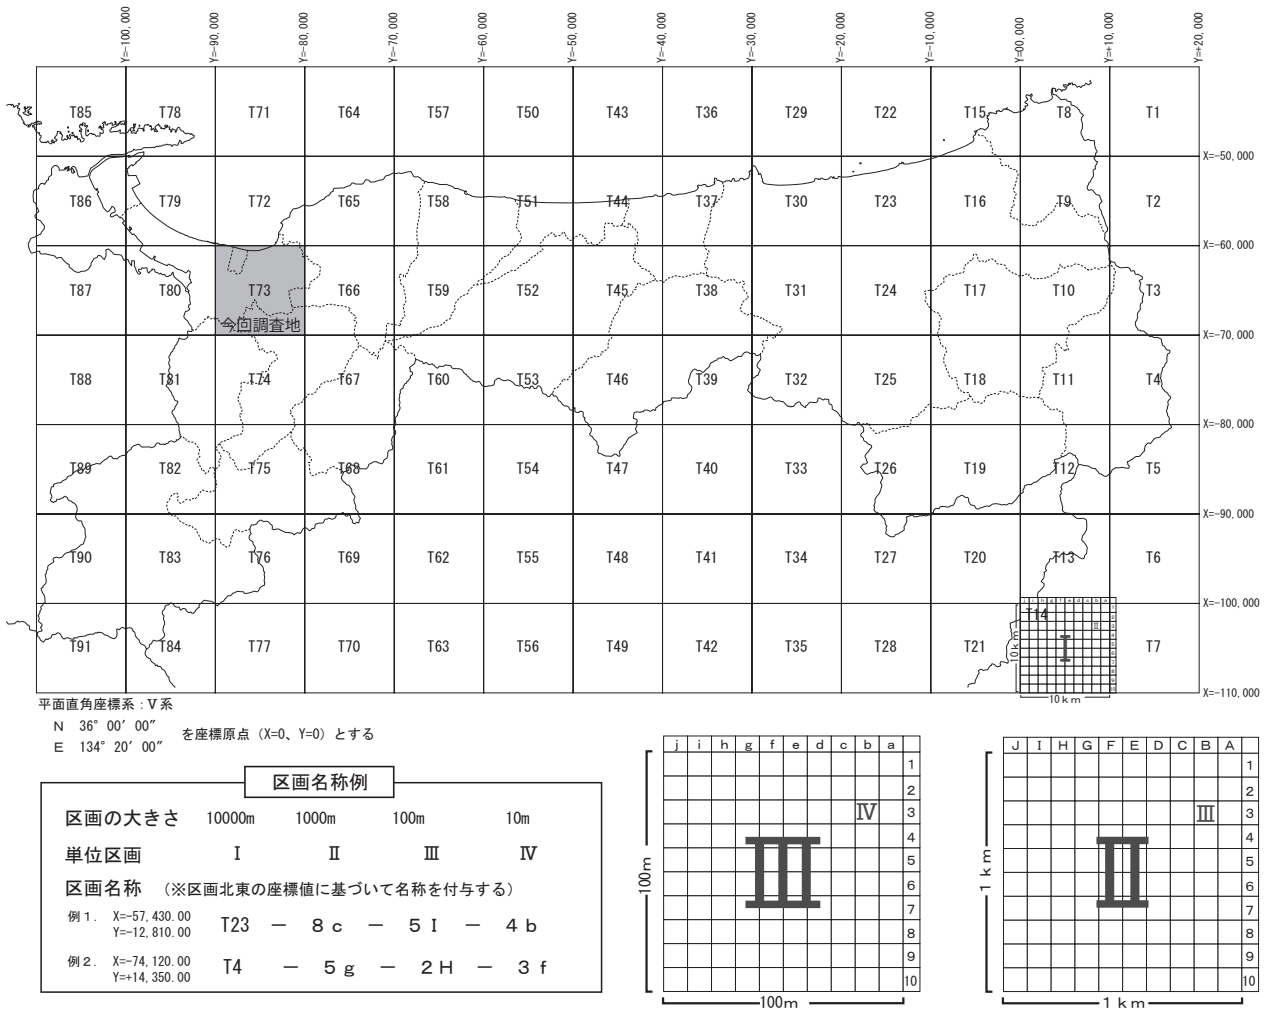 Y=-100,000
Y=-90,000
Y=-80,000
Y=-70,000
Y=-60,000
Y=-50,000
Y=-40,000
Y=-30,000
Y=-20,000
Y=-10,000
Y=00,000
Y=+10,000
Y=+20,000
T85 T78 T71 T64 T57 T50 T43 T36 T29 T22 T15 T8 T1
X=-50,000
T86 T79 T72 T65 T58 T51 T44 T37 T30 T23 T16 T9 T2
X=-60,000
T87 T80 T73 T66 T59 T52 T45 T38 T31 T24 T17 T10 T3
今回調査地
X=-70,000
T88 T81 T74 T67 T60 T53 T46 T39 T32 T25 T18 T11 T4
X=-80,000
T89 T82 T75 T68 T61 T54 T47 T40 T33 T26 T19 T12 T5
X=-90,000
T90 T83 T76 T69 T62 T55 T48 T41 T34 T27 T20 T13 T6
X=-100,000
T91 T84 T77 T70 T63 T56 T49 T42 T35 T28 T21 T14 T7
Ⅰ
Ⅱ
10km
10km
X=-110,000
平面直角座標系:Ⅴ系
N 36° 00′ 00″
E 134° 20′ 00″
を座標原点（X=0、Y=0）とする
区画名称例
区画の大きさ 10000m 1000m 100m 10m
単位区画 Ⅰ Ⅱ Ⅲ Ⅳ
区画名称 （※区画北東の座標値に基づいて名称を付与する）
例1. X=-57,430.00
Y=-12,810.00
T23 － 8c － 5I － 4b
例2. X=-74,120.00
Y=+14,350.00
T4 － 5g － 2H － 3f
j i h g f e d c b a
1
2
3
4
5
6
7
8
9
10
Ⅳ
Ⅲ
100m
100m
J I H G F E D C B A
1
2
3
4
5
6
7
8
9
10
Ⅲ
Ⅱ
1km
1km